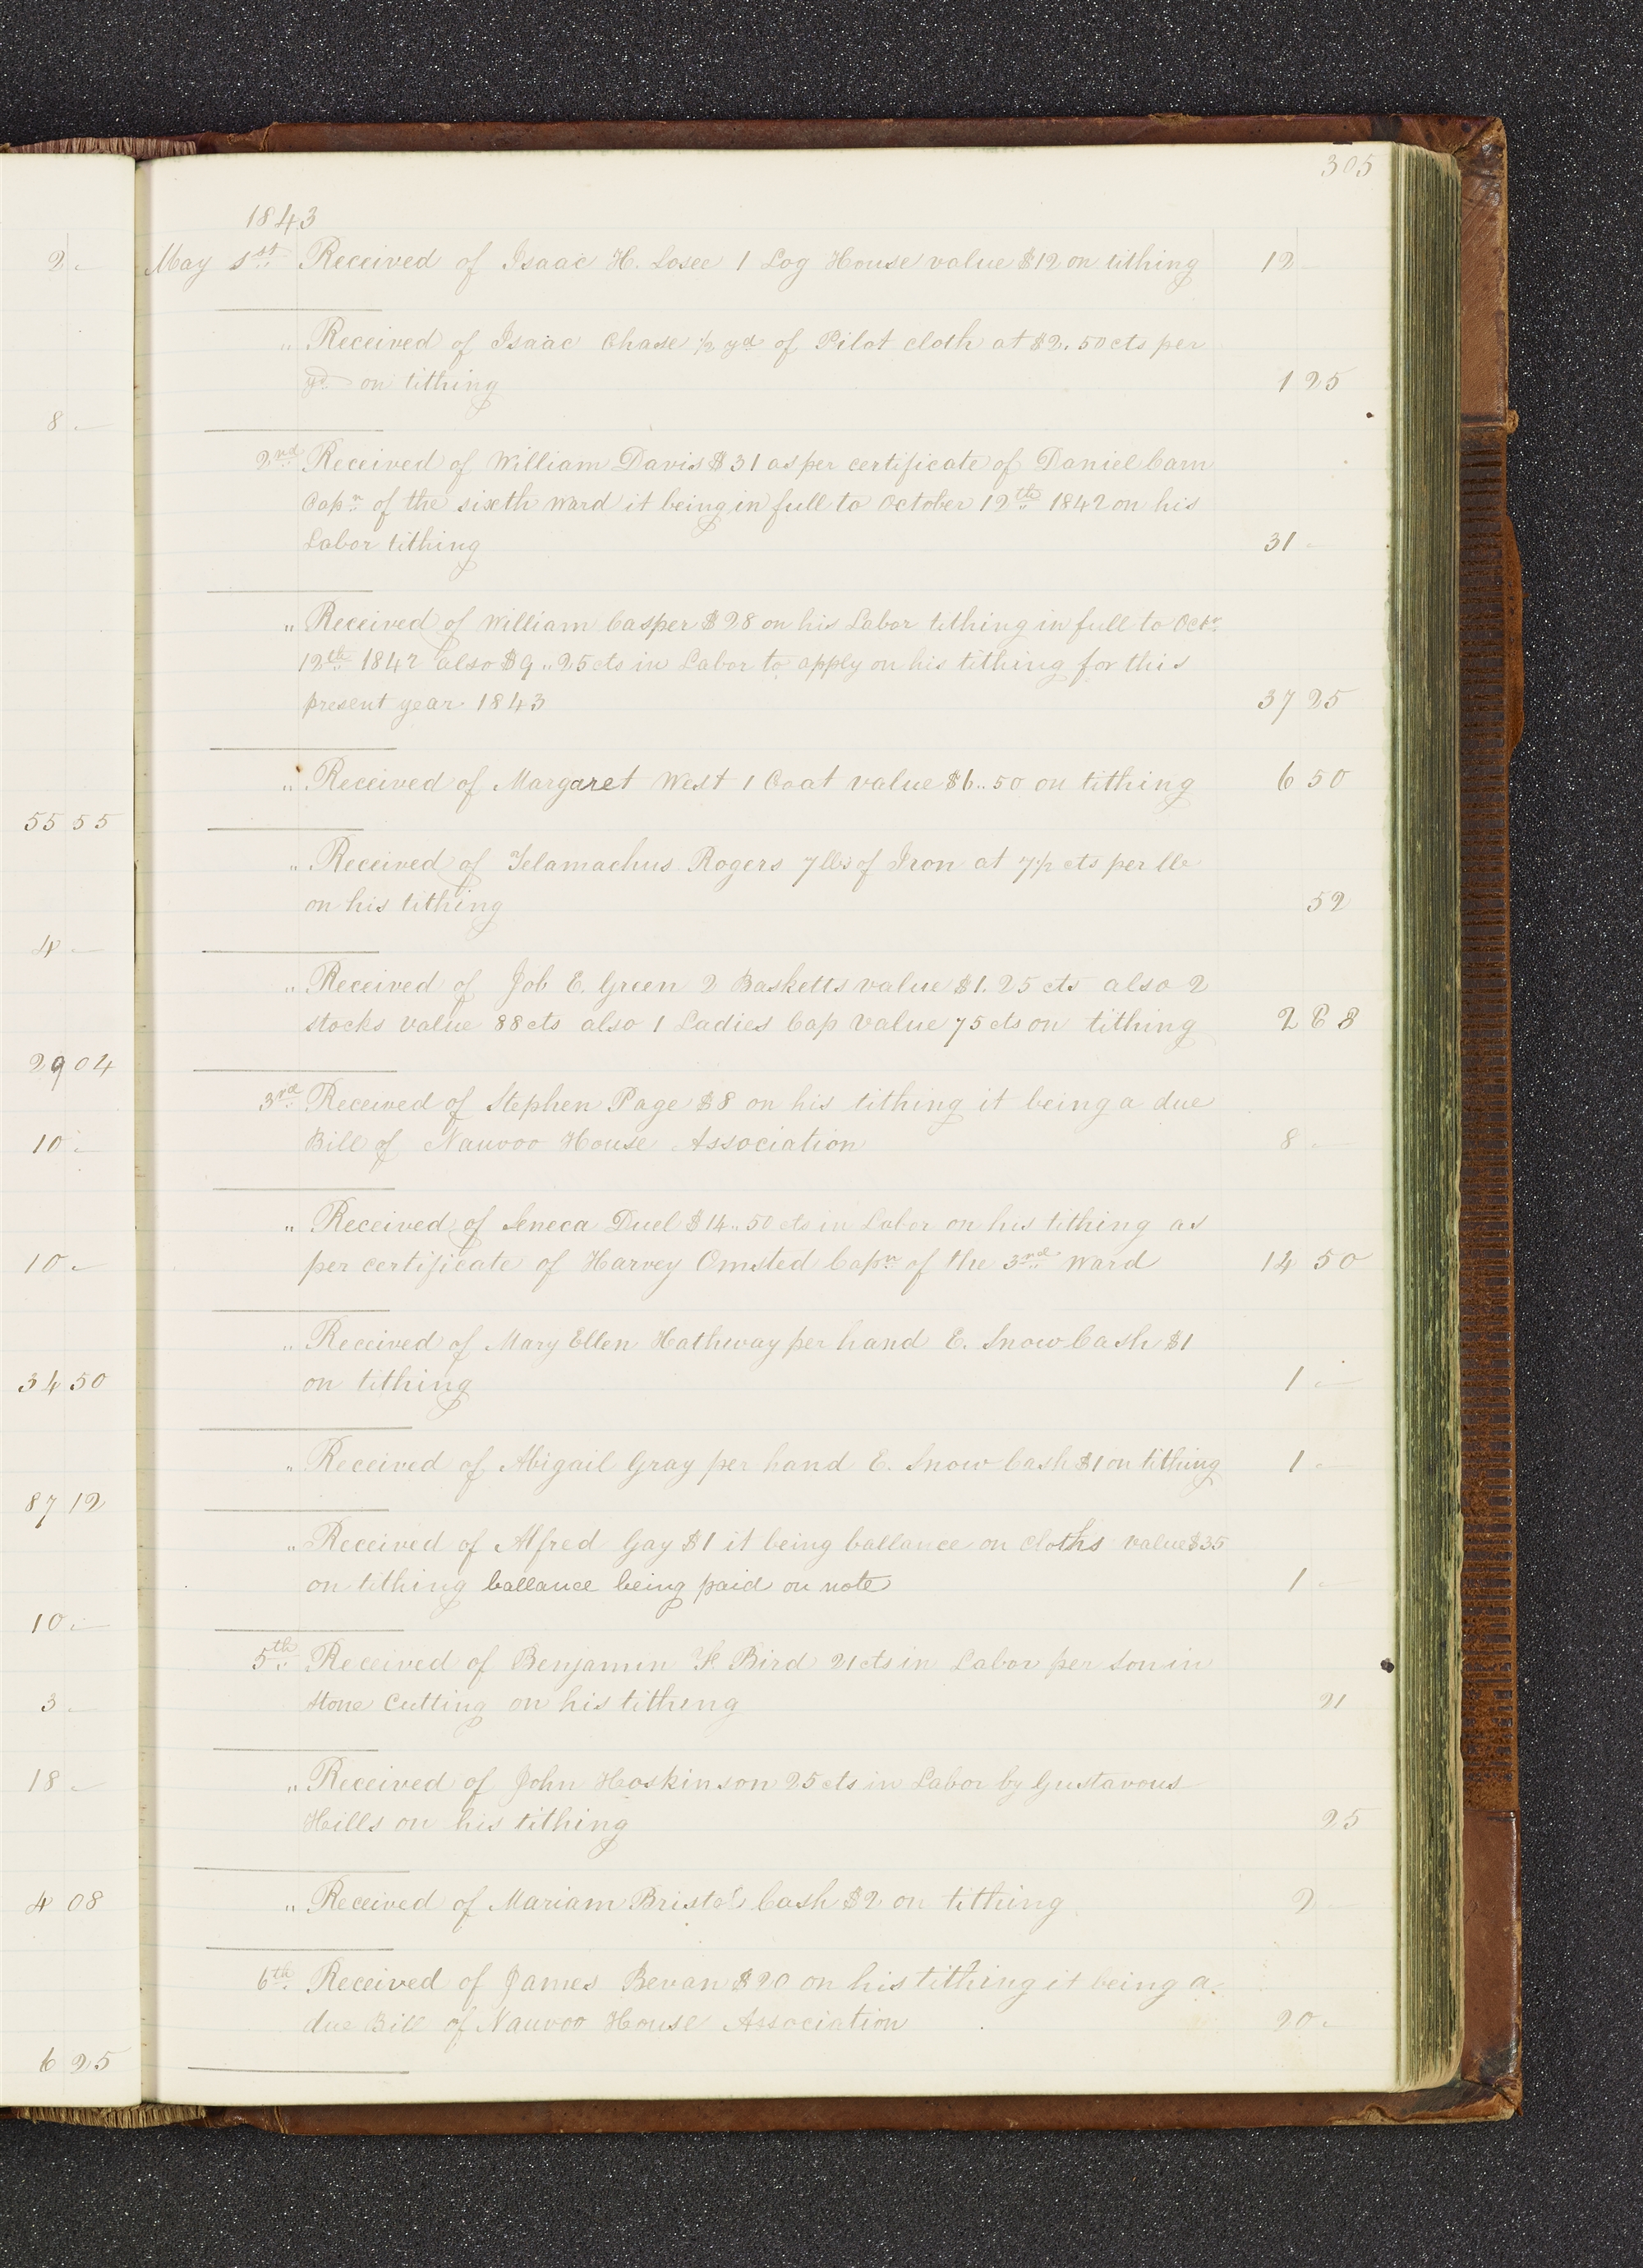 305
1843
2 -
May 1st Received of Isaac H. Losee 1 Log House value $12 on tithing 12 -
" Received of Isaac Chase 1/2 yd of Pilot cloth at $2.50 cts per
yd on tithing 1 25
8 -
2nd Received of William Davis $31 as per certificate of Daniel Carn
Capn of the sixth Ward it being in full to October 12th 1842 on his
Labor tithing 31 -
" Received of William Casper $28 on his Labor tithing in full to Octr
12th 1842 also $9..25 cts in Labor to apply on his tithing for this
present year 1843 37 25
" Received of Margaret West 1 Coat value $6..50 on tithing 6 50
55 55
" Received of Telamachus Rogers 7 lbs of Iron at 7 1/2 cts per lb
on his tithing 52
4 -
" Received of Job E. Green 2 Basketts value $1.25 cts also 2
stocks value 88 cts also 1 Ladies Cap value 75 cts on tithing 2 88
29 04
3rd Received of Stephen Page $8 on his tithing it being a due
Bill of Nauvoo House Association 8 -
10 -
" Received of Seneca Duel $14..50 cts in Labor on his tithing as
per certificate of Harvey Omsted Capn of the 3rd Ward 14 50
10 -
" Received of Mary Ellen Hathway per hand E. Snow Cash $1
on tithing 1 -
34 50
" Received of Abigail Gray per hand E. Snow Cash $1 on tithing 1 -
87 12
" Received of Alfred Gay $1 it being ballance on Cloths value $35
on tithing ballance being paid on note 1 -
10 -
5th Received of Benjamin F. Bird 21 cts in Labor per son in
Stone Cutting on his tithing 21
3 -
" Received of John Hoskinson 25 cts in Labor by Gustavous
Hills on his tithing 25
18 -
" Received of Mariam Bristol Cash $2 on tithing 2 -
4 08
6th Received of James Bevan $20 on his tithing it being a
due Bill of Nauvoo House Association 20 -
6 25